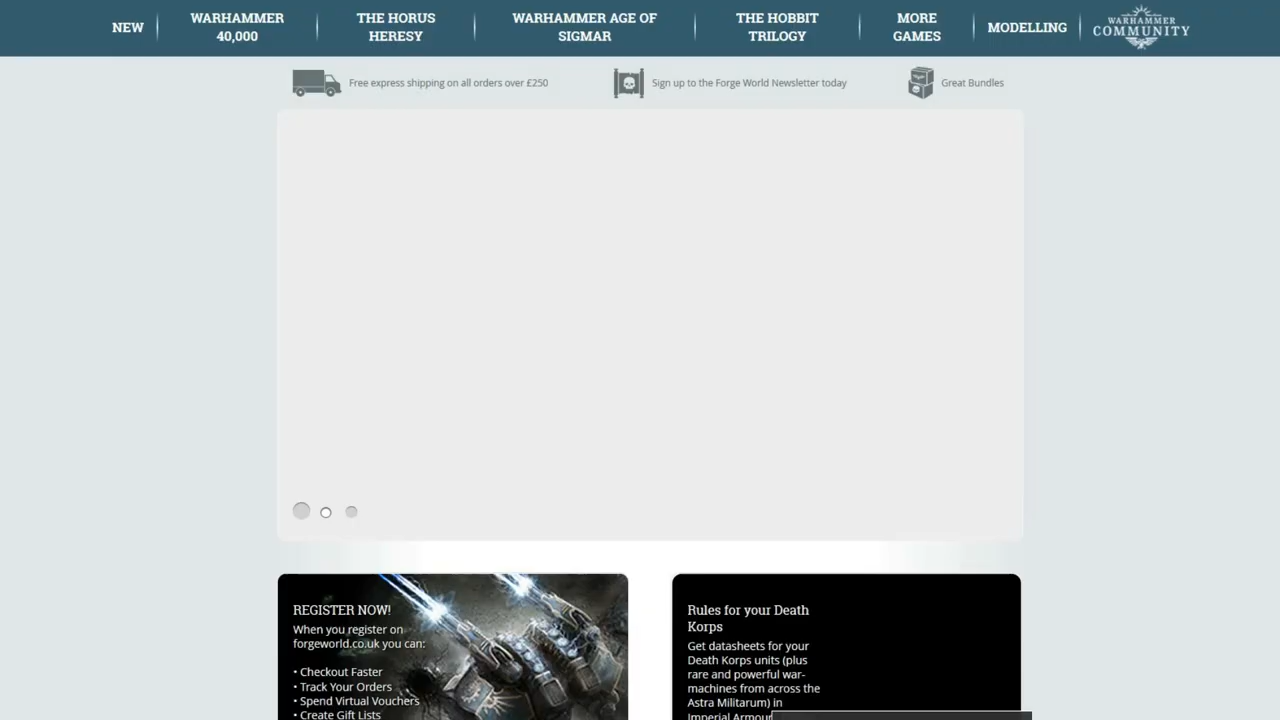 NEW
WARHAMMER
40,000
THE HORUS
HERESY
WARHAMMER AGE OF
SIGMAR
THE HOBBIT
TRILOGY
MORE
GAMES
MODELLING
WARHAMMER
COMMUNITY
Free express shipping on all orders over £250
Sign up to the Forge World Newsletter today
Great Bundles
REGISTER NOW!
When you register on
forgeworld.co.uk you can:
• Checkout Faster
• Track Your Orders
• Spend Virtual Vouchers
• Create Gift Lists
Rules for your Death
Korps
Get datasheets for your
Death Korps units (plus
rare and powerful war-
machines from across the
Astra Militarum) in
Imperial Armour